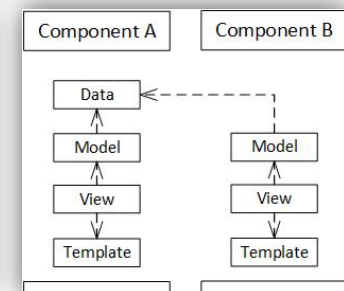 Component A
Component B
Data
Model
Model
View
View
Template
Template